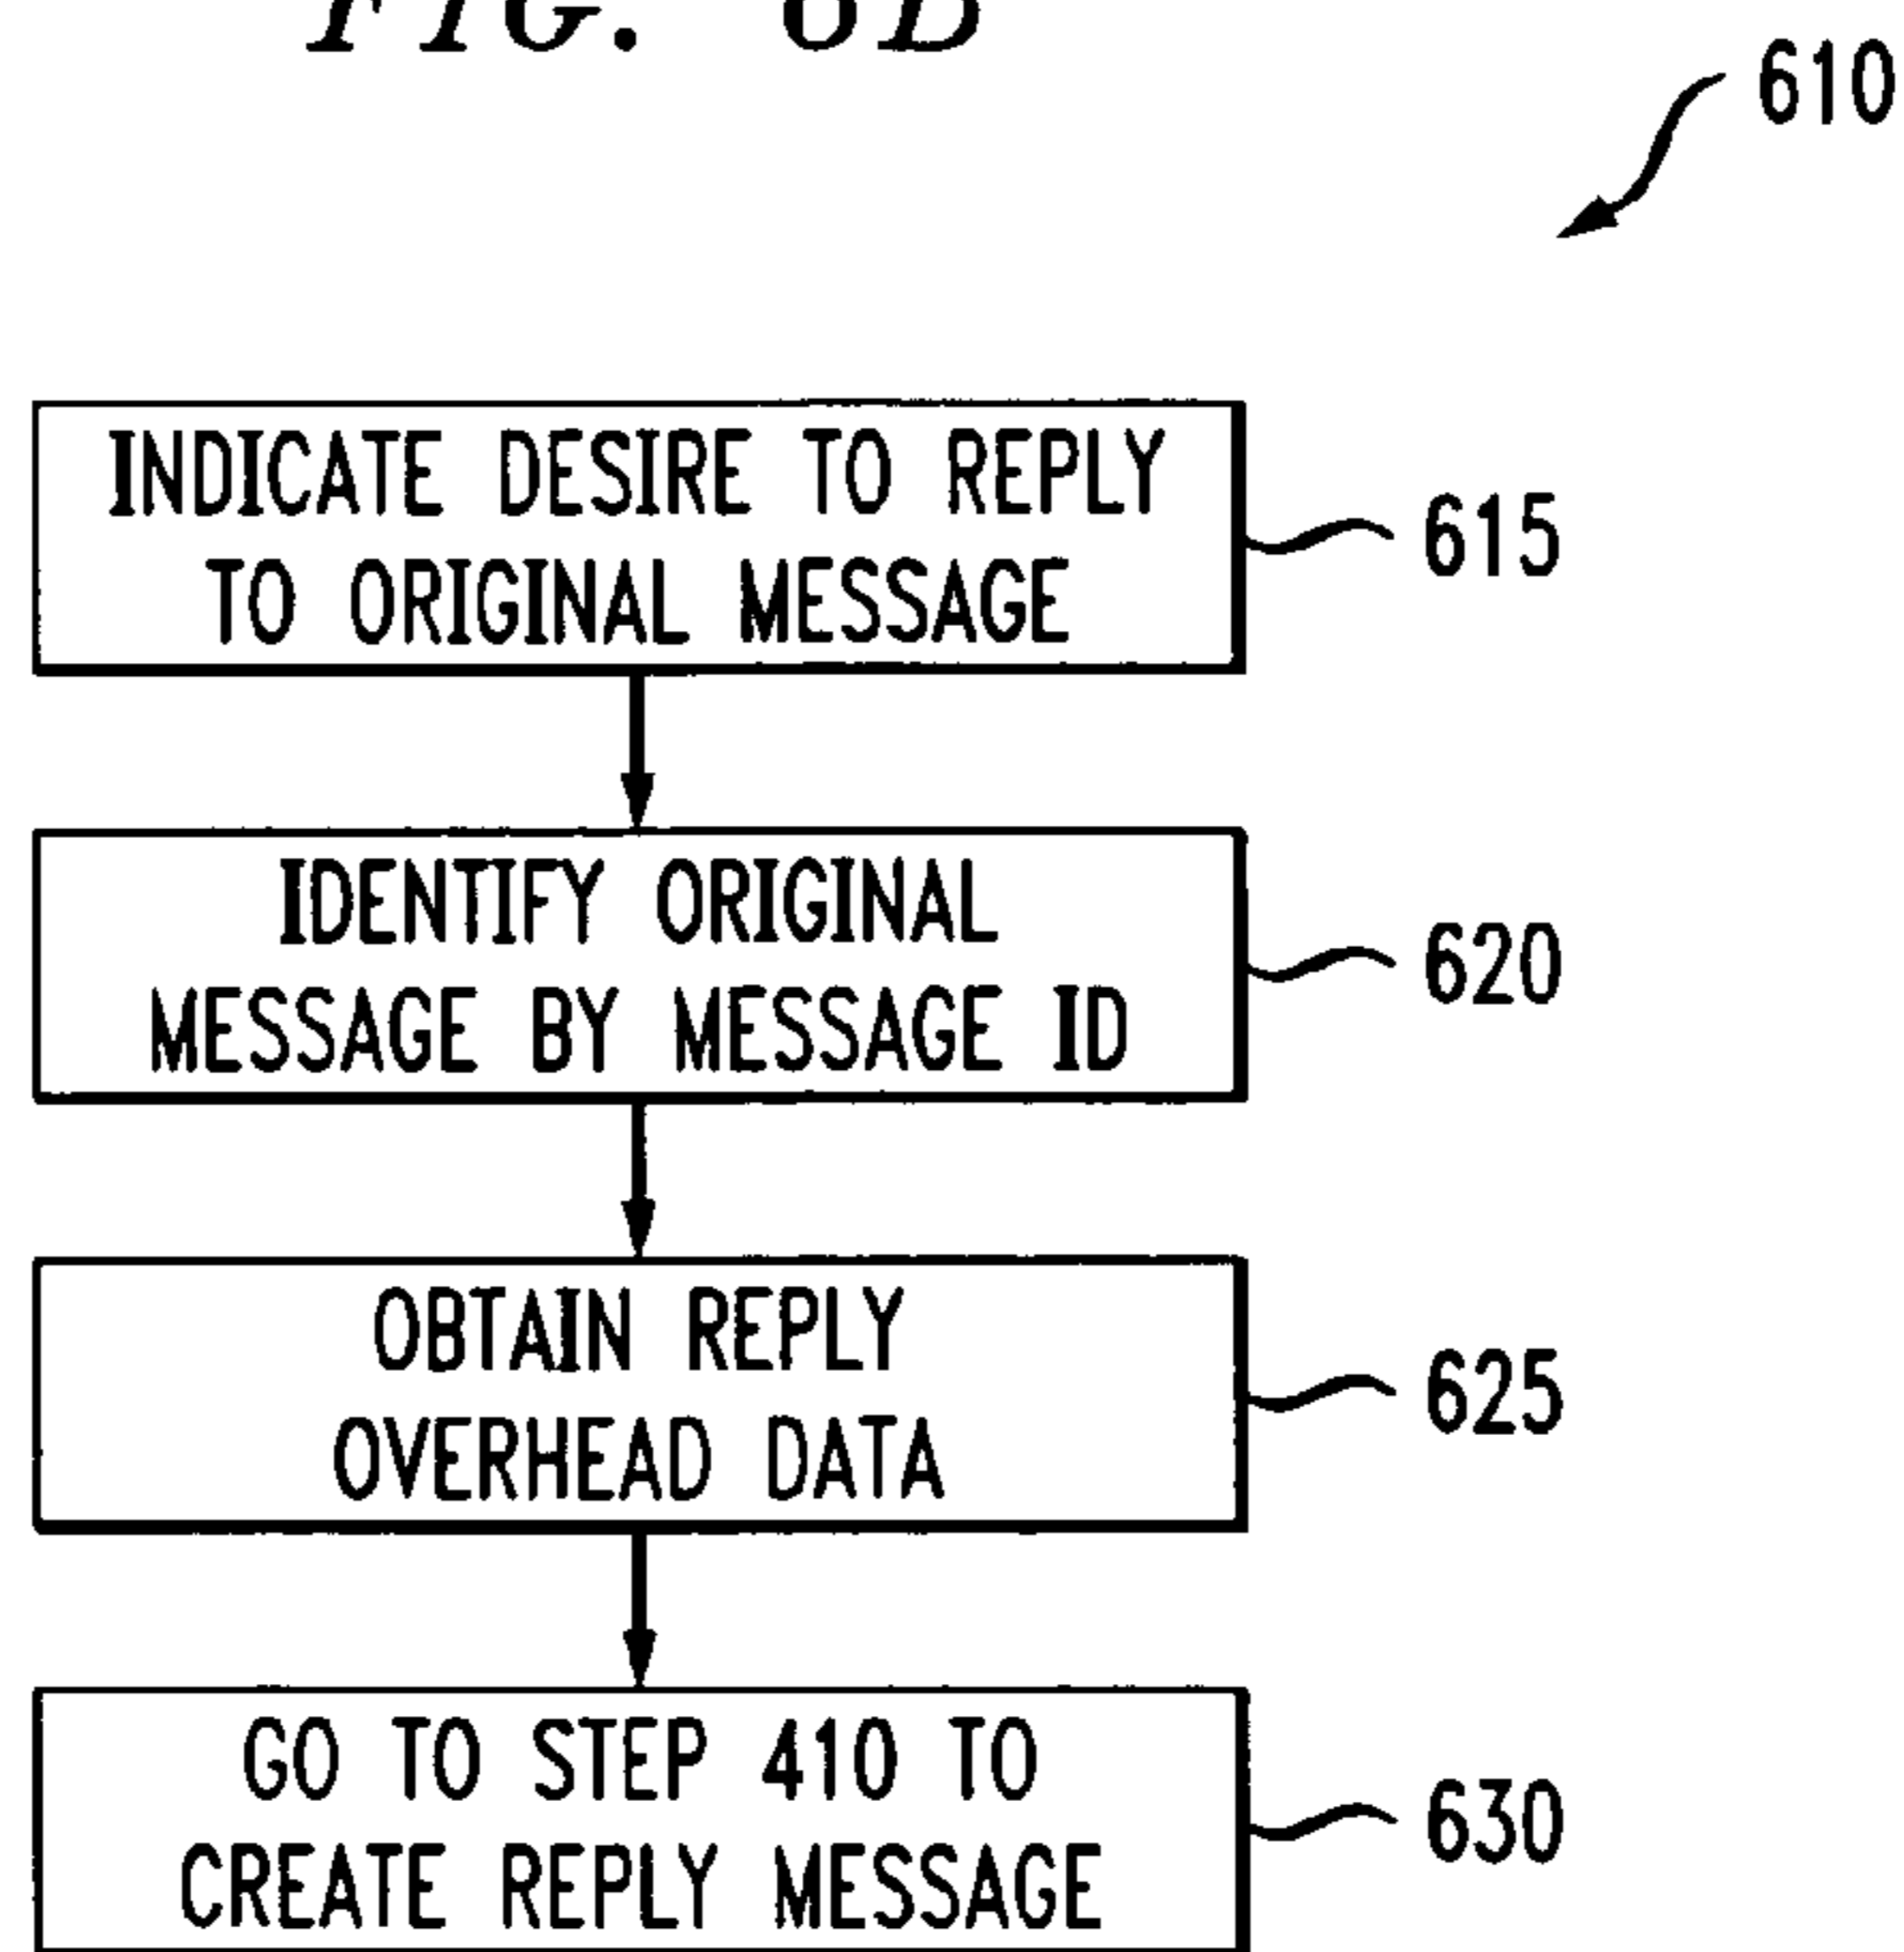 FIG.
610
INDICATE DESIRE TO REPLY
TO ORIGINAL MESSAGE
615
IDENTIFY ORIGINAL
MESSAGE BY MESSAGE ID
620
OBTAIN REPLY
OVERHEAD DATA
625
GO TO STEP 410 TO
CREATE REPLY MESSAGE
630